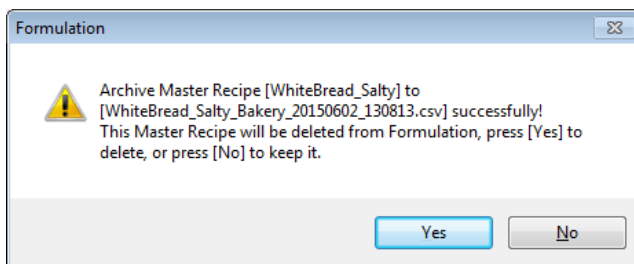 Formulation
Archive Master Recipe [WhiteBread_Salty] to
[WhiteBread_Salty_Bakery_20150602_130813.csv] successfully!
This Master Recipe will be deleted from Formulation, press [Yes] to
delete, or press [No] to keep it.
Yes
No